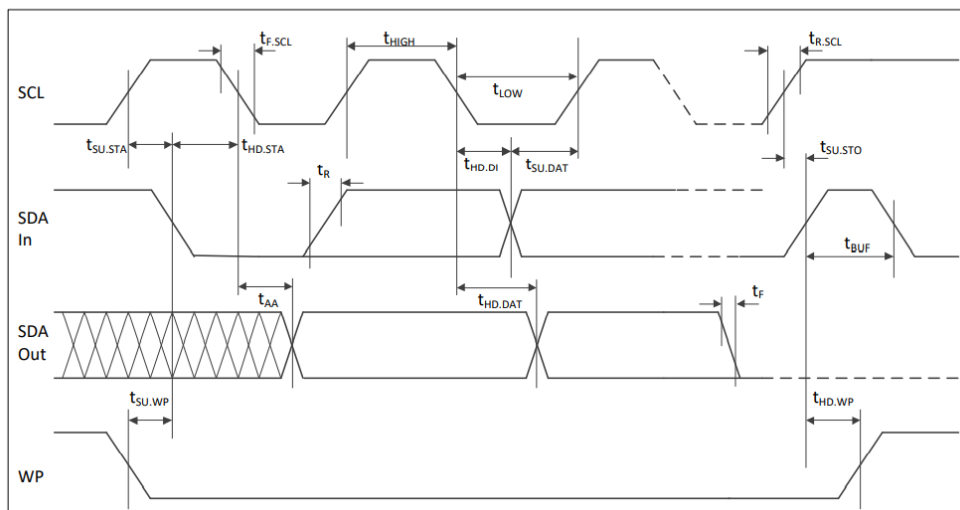 tF.SCL
tHIGH
tR.SCL
SCL
tLOW
tSU.STA
tHD.STA
tHD.DI
tSU.DAT
tSU.STO
tR
SDA
In
tBUF
tAA
tHD.DAT
tF
SDA
Out
tSU.WP
tHD.WP
WP